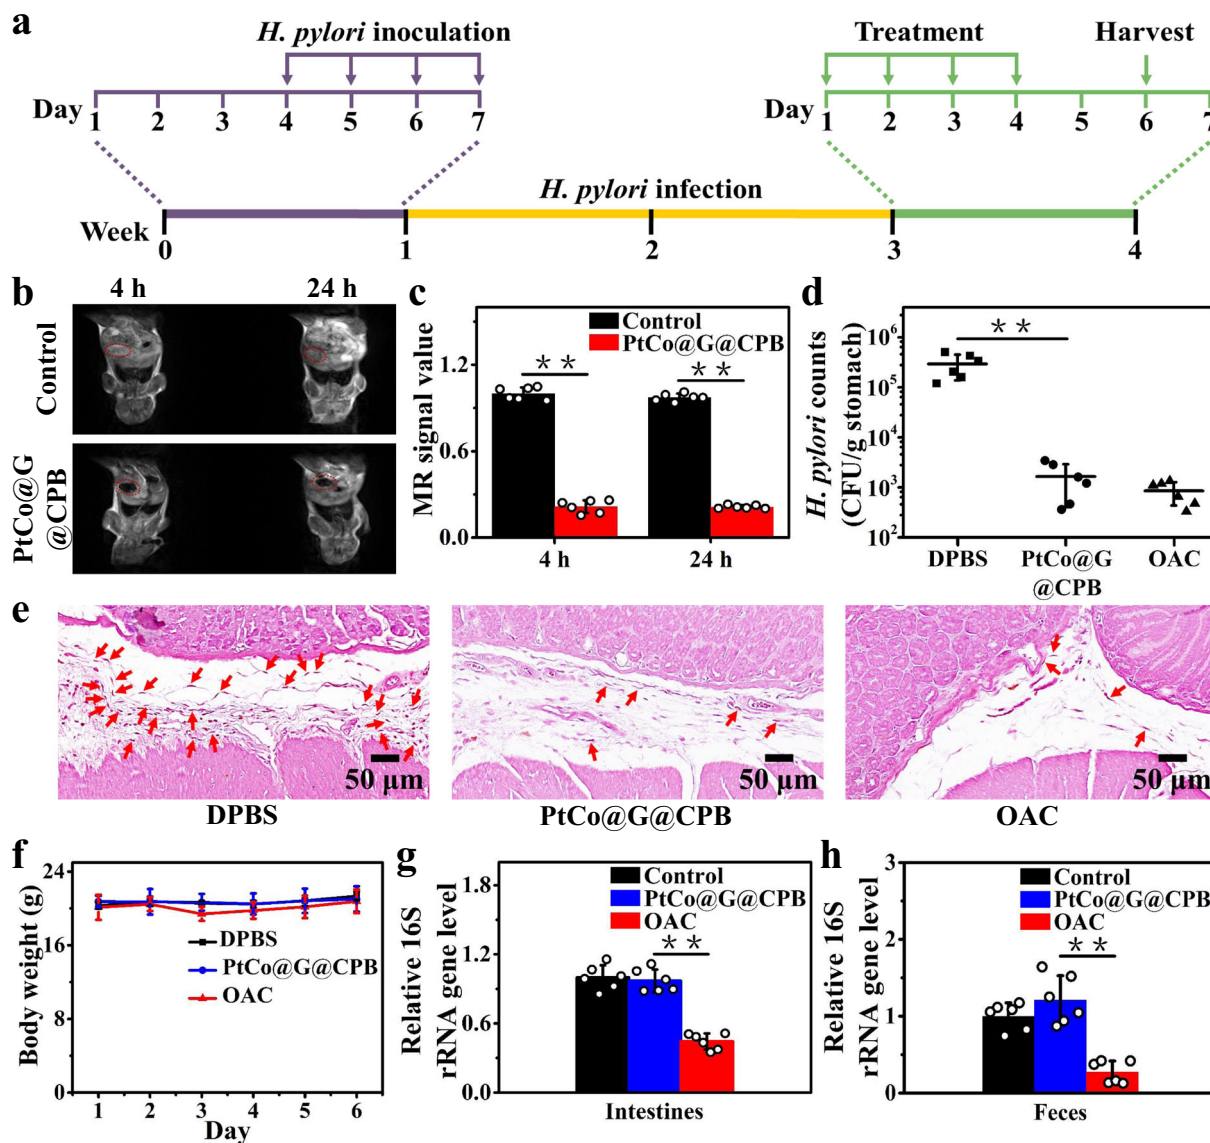 a
H. pylori inoculation
Treatment
Harvest
Day
1 2 3 4 5 6 7
Day
1 2 3 4 5 6 7
H. pylori infection
Week
0 1 2 3 4
b
4 h 24 h
Control
PtCo@G
@CPB
c
Control
PtCo@G@CPB
MR signal value
1.2
0.6
0.0
** **
4 h 24 h
d
H. pylori counts
(CFU/g stomach)
10^6
10^5
10^4
10^3
10^2
**
DPBS PtCo@G
@CPB OAC
e
50 µm 50 µm 50 µm
DPBS PtCo@G@CPB OAC
f
Body weight (g)
24
16
8
0
DPBS
PtCo@G@CPB
OAC
1 2 3 4 5 6
Day
g
Relative 16S
rRNA gene level
1.8
1.2
0.6
0.0
Control
PtCo@G@CPB
OAC
**
Intestines
h
Relative 16S
rRNA gene level
3
2
1
0
Control
PtCo@G@CPB
OAC
**
Feces